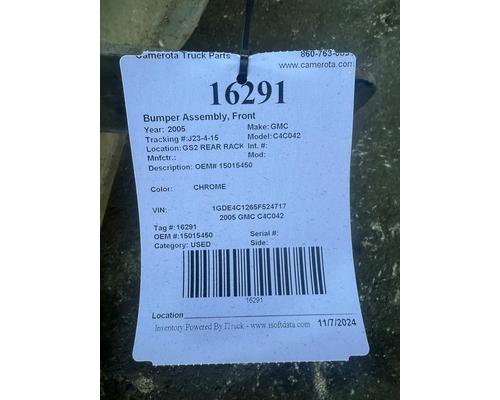 Camerota Truck Parts
www.camerota.com
16291
Bumper Assembly, Front
Year: 2005 Make: GMC
Tracking #:J23-4-15 Model: C4C042
Location: GS2 REAR RACK Int. #:
Mnfctr.: Mod:
Description: OEM# 15015450
Color: CHROME
VIN: 1GDE4C1265F524717
2005 GMC C4C042
Tag #:16291
OEM #:15015450 Serial #:
Category: USED Side:
16291
Location
Inventory Powered By ITruck - www.isoftdata.com 11/7/2024